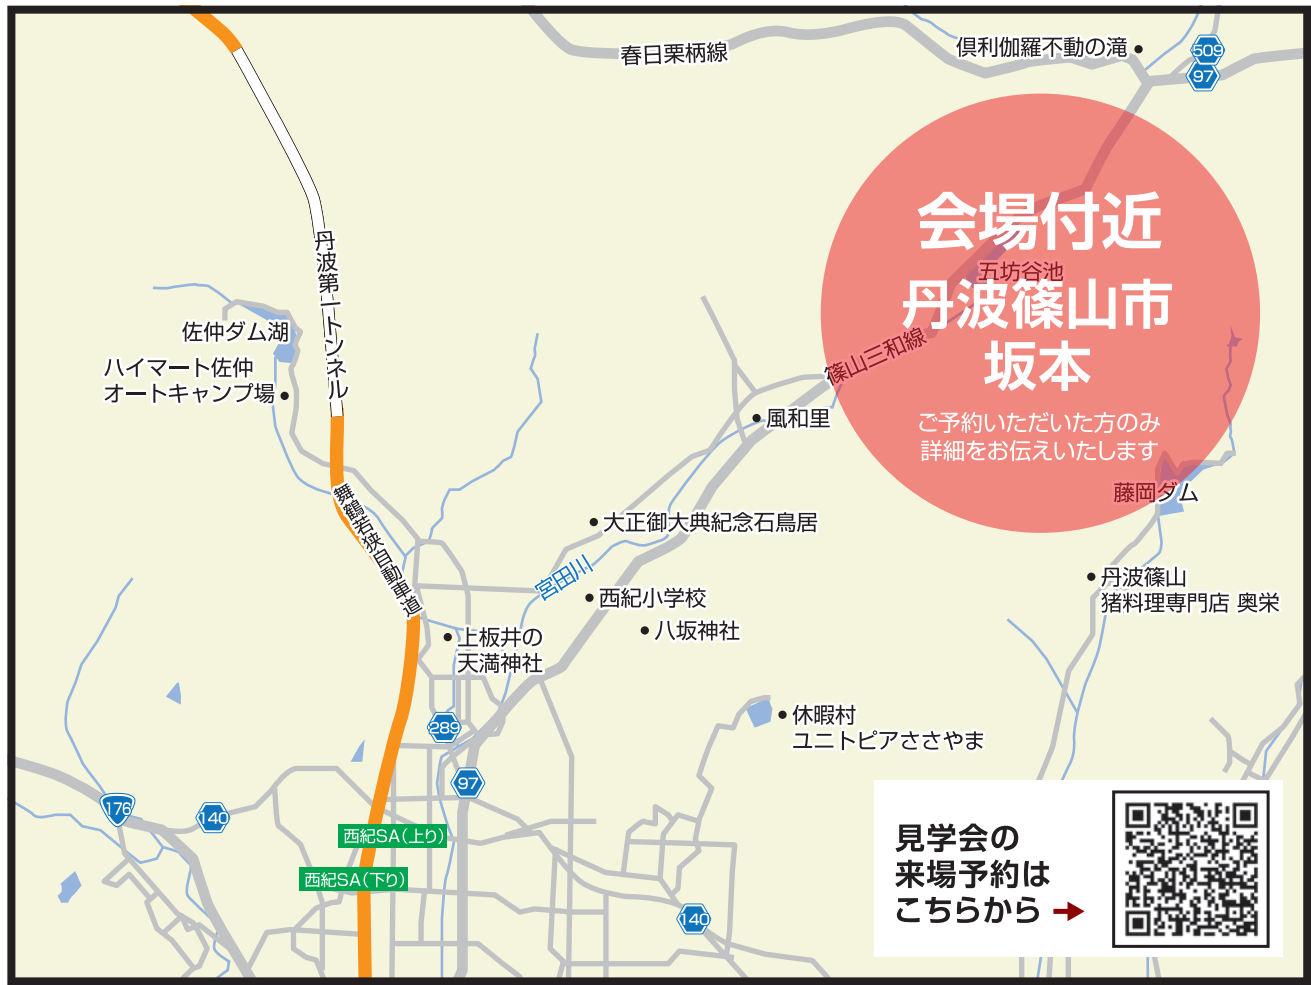 春日栗柄線
倶利伽羅不動の滝
509
97
会場付近
五坊谷池
丹波篠山市
坂本
ご予約いただいた方のみ
詳細をお伝えいたします
篠山三和線
丹波第一トンネル
佐仲ダム湖
ハイマート佐仲
オートキャンプ場
風和里
藤岡ダム
舞鶴若狭自動車道
大正御大典紀念石鳥居
宮田川
西紀小学校
八坂神社
丹波篠山
猪料理専門店 奥栄
上板井の
天満神社
休暇村
ユニトピアささやま
289
97
176
140
西紀SA(上り)
西紀SA(下り)
140
見学会の
来場予約は
こちらから